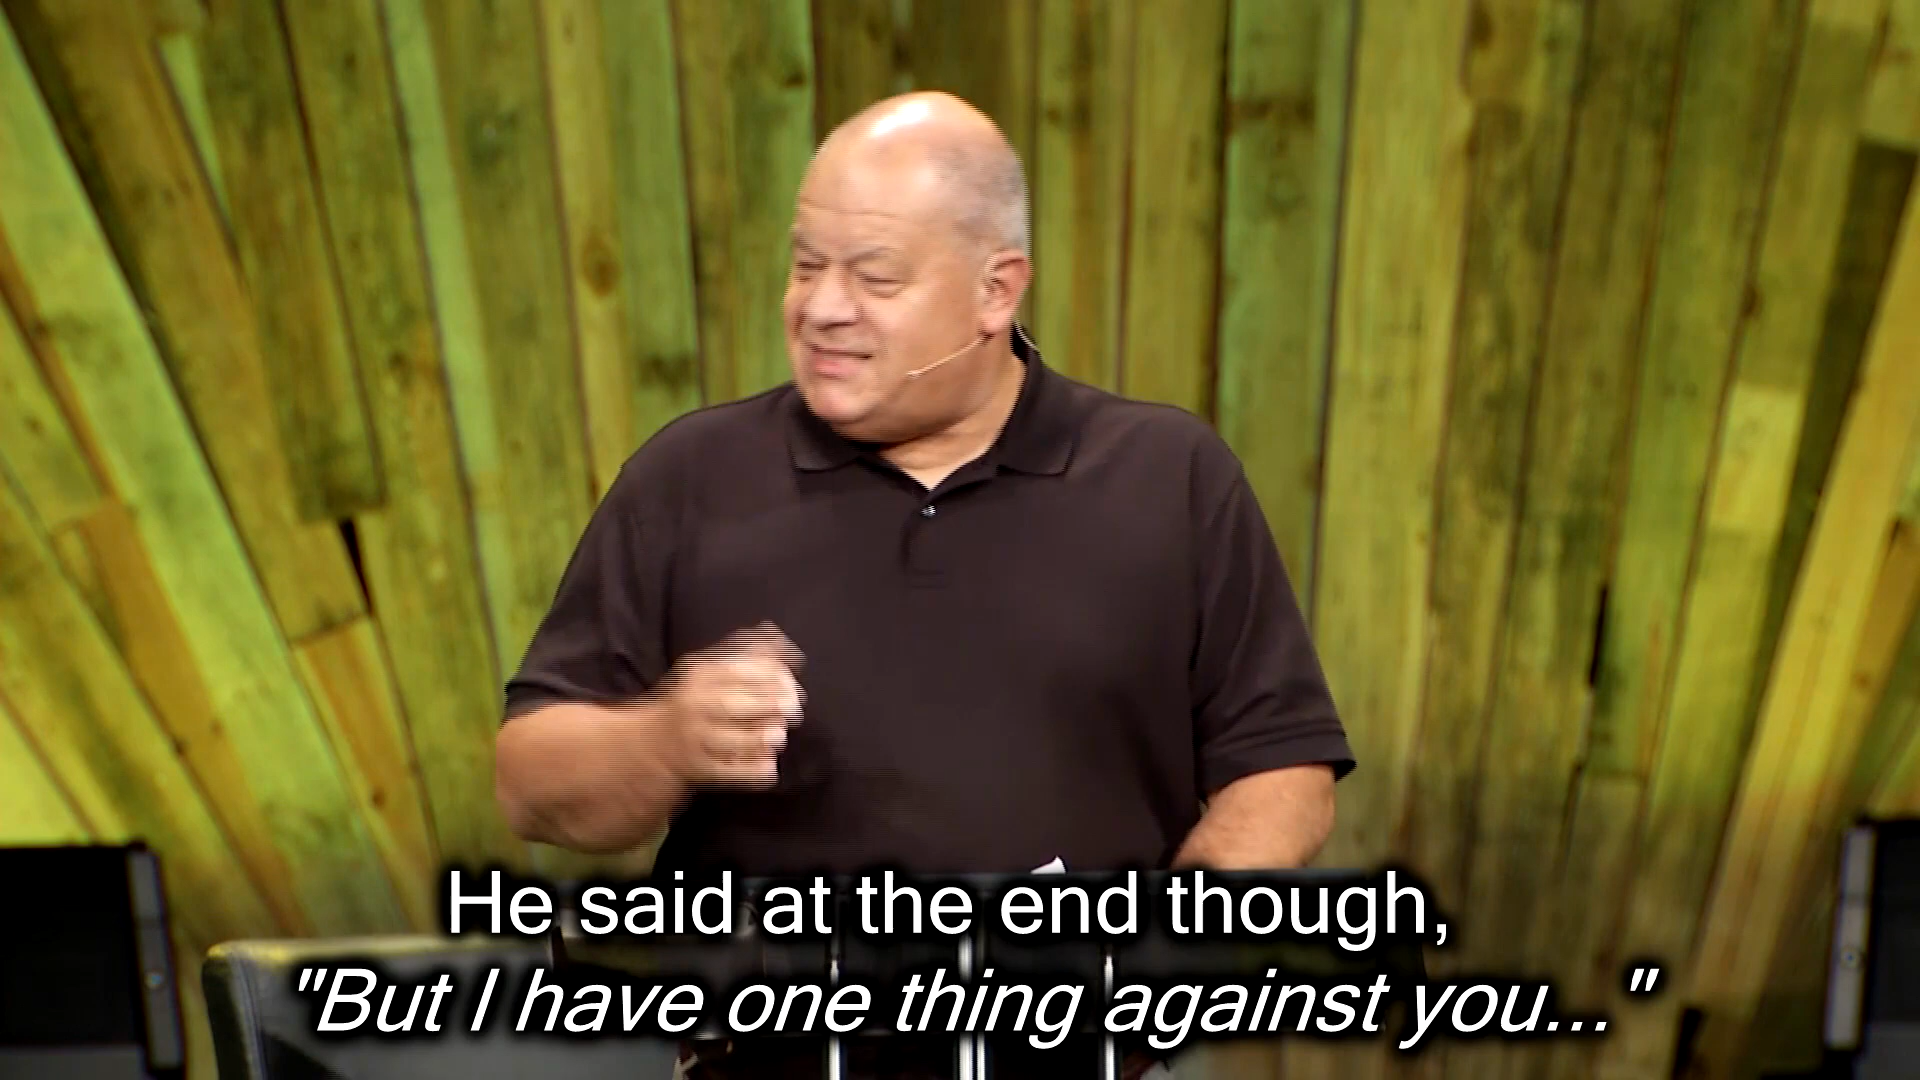 He said at the end though,
"But I have one thing against you..."